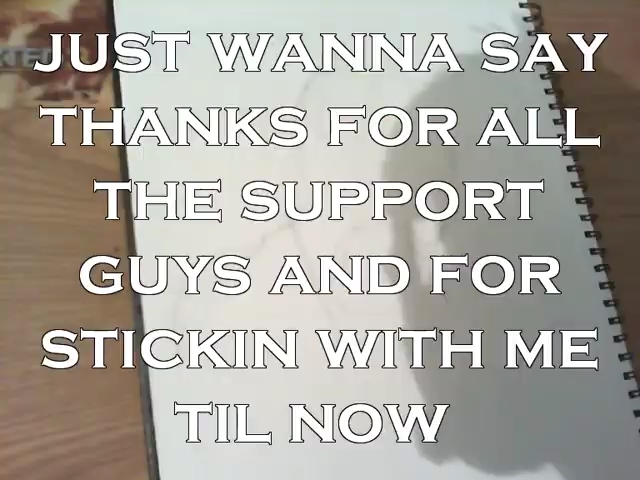 JUST WANNA SAY
THANKS FOR ALL
THE SUPPORT
GUYS AND FOR
STICKIN WITH ME
TIL NOW